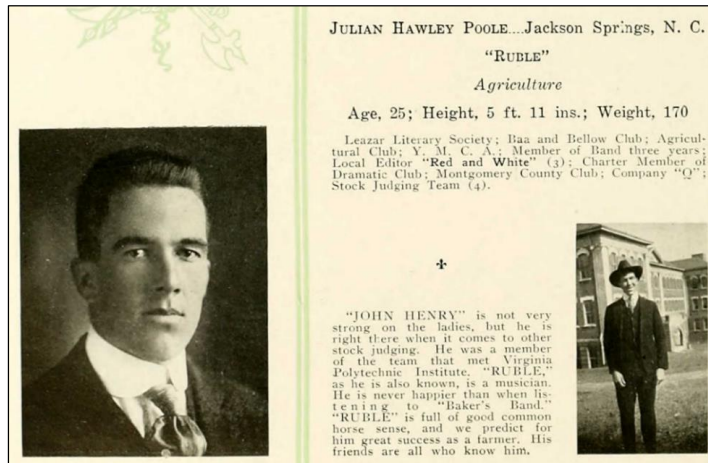 JULIAN HAWLEY POOLE....Jackson Springs, N. C.
"RUBLE"
Agriculture
Age, 25; Height, 5 ft. 11 ins.; Weight, 170
Leazar Literary Society; Baa and Bellow Club; Agricul-
tural Club; Y. M. C. A.; Member of Band three years;
Local Editor "Red and White" (3); Charter Member of
Dramatic Club; Montgomery County Club; Company "Q";
Stock Judging Team (4).
"JOHN HENRY" is not very
strong on the ladies, but he is
right there when it comes to other
stock judging. He was a member
of the team that met Virginia
Polytechnic Institute. "RUBLE,"
as he is also known, is a musician.
He is never happier than when lis-
tening to "Baker's Band."
"RUBLE" is full of good common
horse sense, and we predict for
him great success as a farmer. His
friends are all who know him.